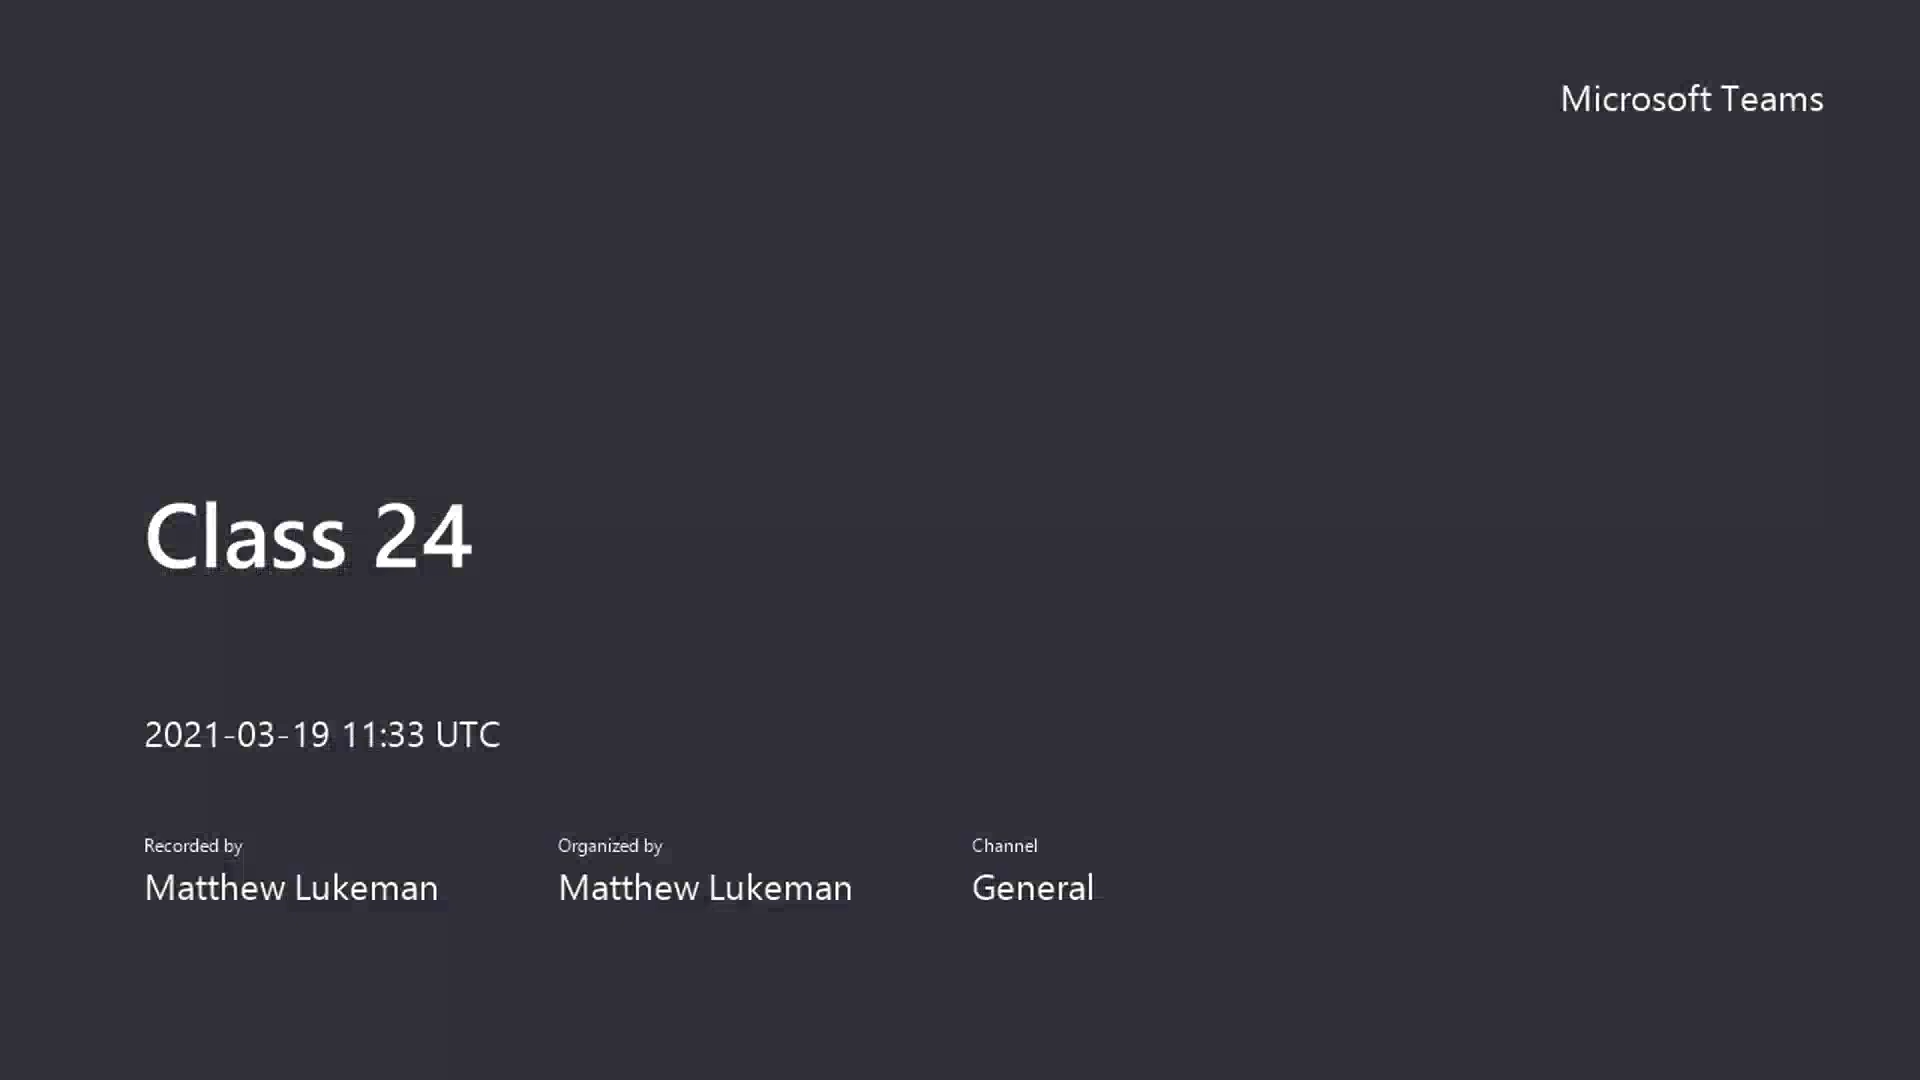 Microsoft Teams
Class 24
2021-03-19 11:33 UTC
Recorded by
Matthew Lukeman
Organized by
Matthew Lukeman
Channel
General